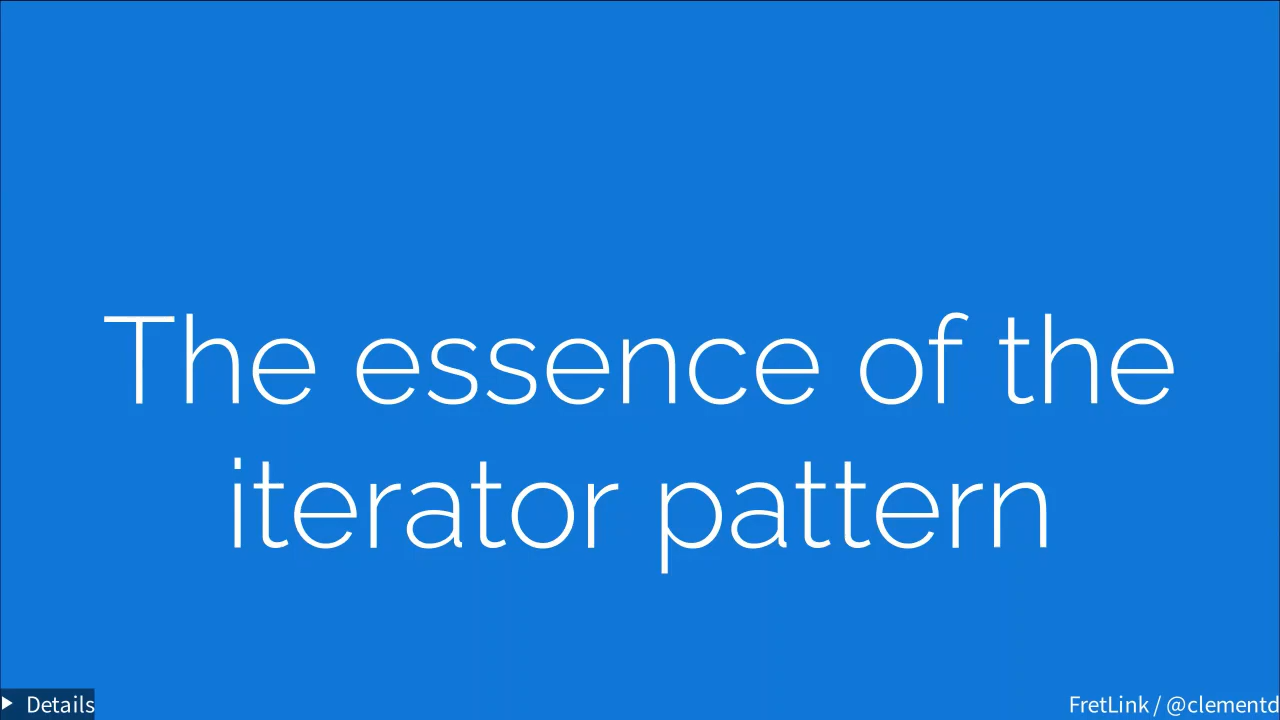 The essence of the
iterator pattern
Details
FretLink / @clementd